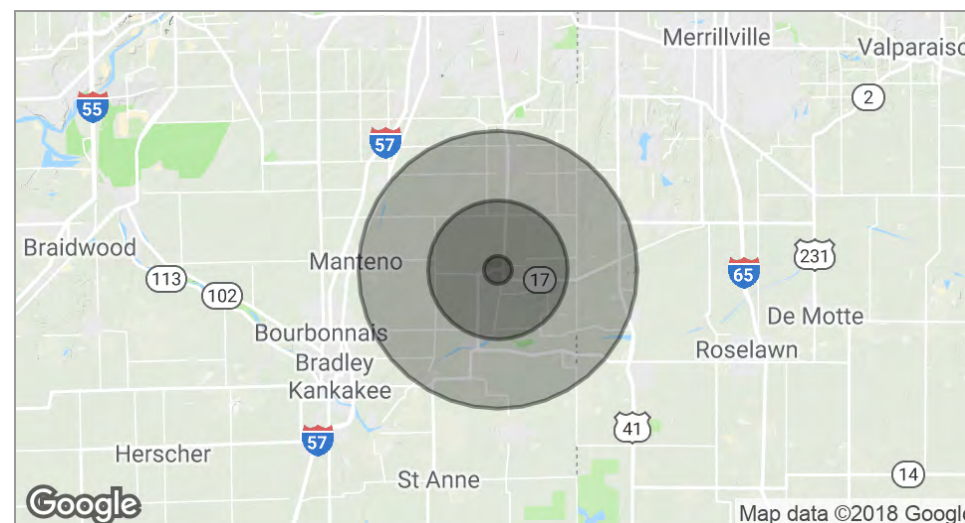 Merrillville
Valparaiso
2
55
57
Braidwood
Manteno
17
113
102
65
231
De Motte
Bourbonnais
Bradley
Kankakee
Roselawn
57
41
Herscher
St Anne
14
Google
Map data ©2018 Google